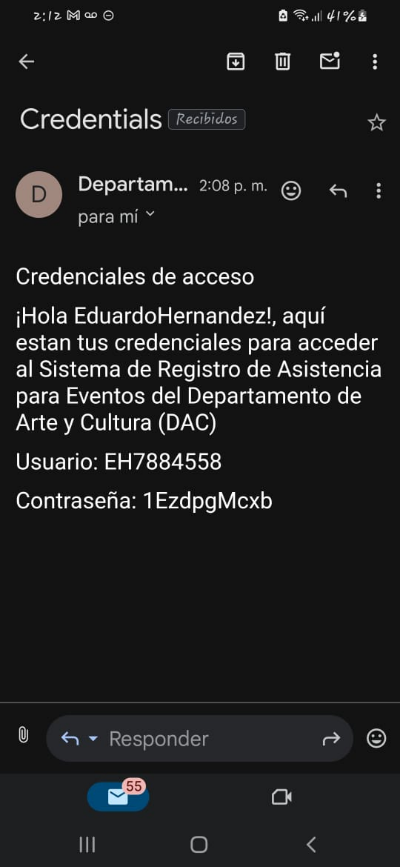 2:12
41%
Credentials Recibidos
D
Departam... 2:08 p. m.
para mí
Credenciales de acceso
¡Hola EduardoHernandez!, aquí
estan tus credenciales para acceder
al Sistema de Registro de Asistencia
para Eventos del Departamento de
Arte y Cultura (DAC)
Usuario: EH7884558
Contraseña: 1EzdpgMcxb
Responder
55